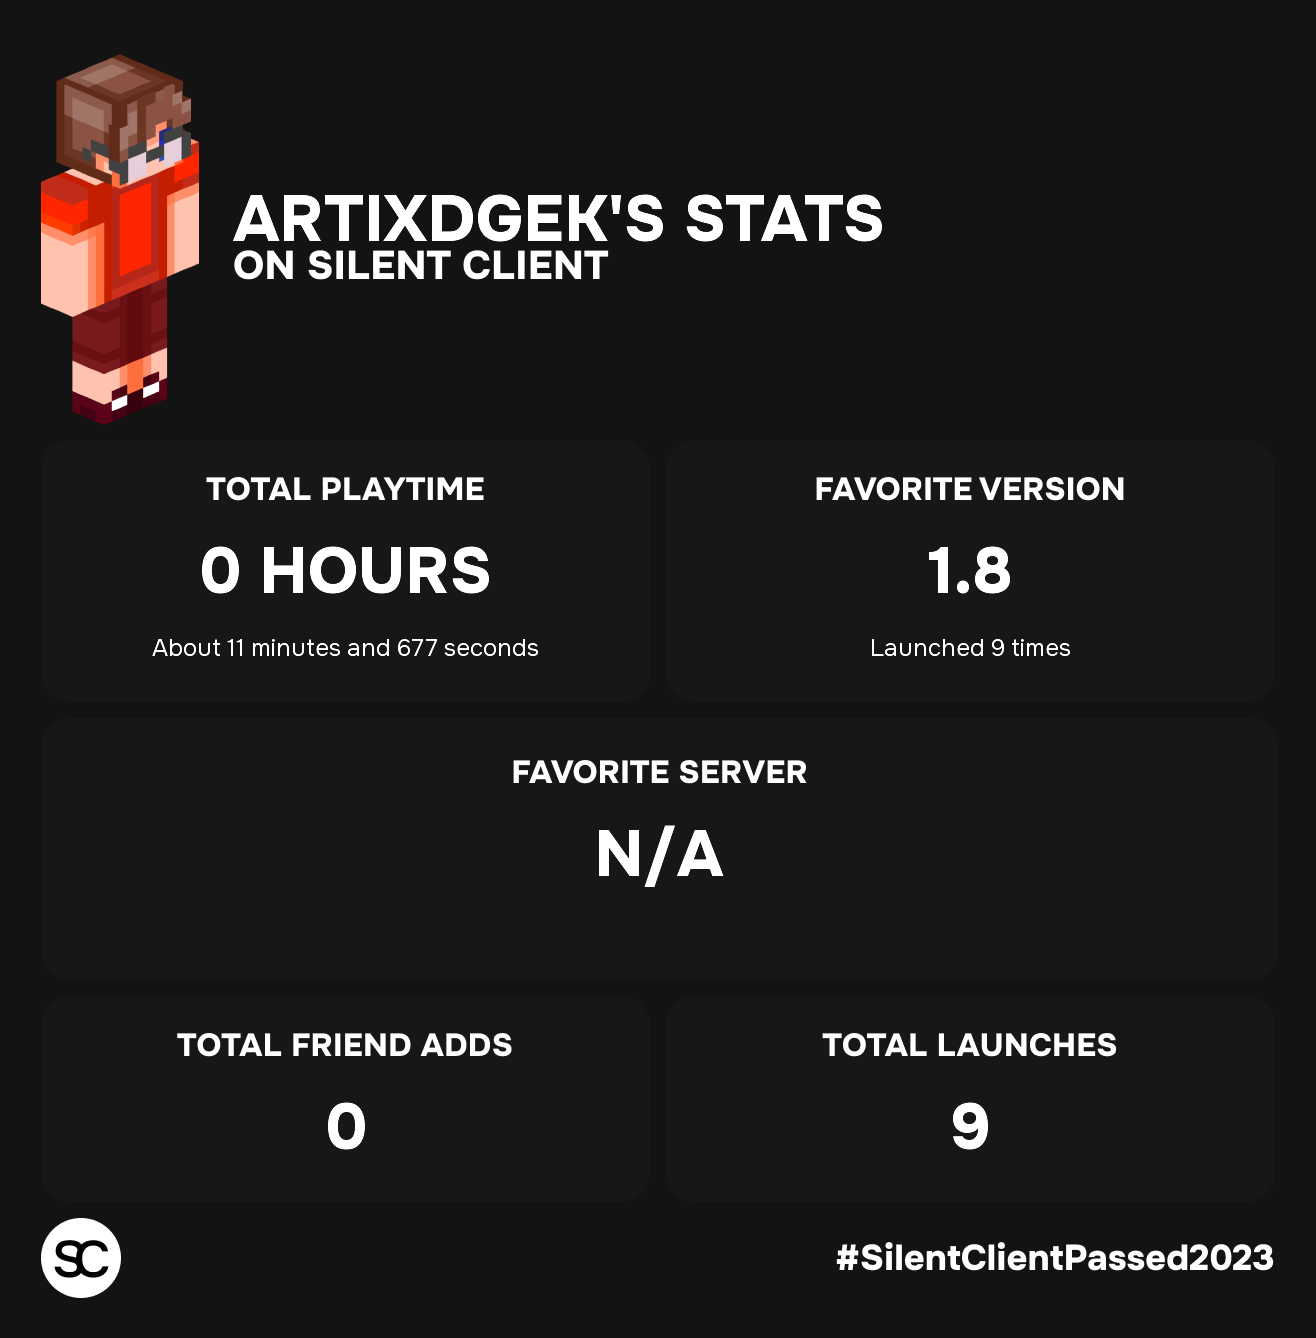 ARTIXDGEK'S STATS
ON SILENT CLIENT
TOTAL PLAYTIME
0 HOURS
About 11 minutes and 677 seconds
FAVORITE VERSION
1.8
Launched 9 times
FAVORITE SERVER
N/A
TOTAL FRIEND ADDS
0
TOTAL LAUNCHES
9
SC
#SilentClientPassed2023